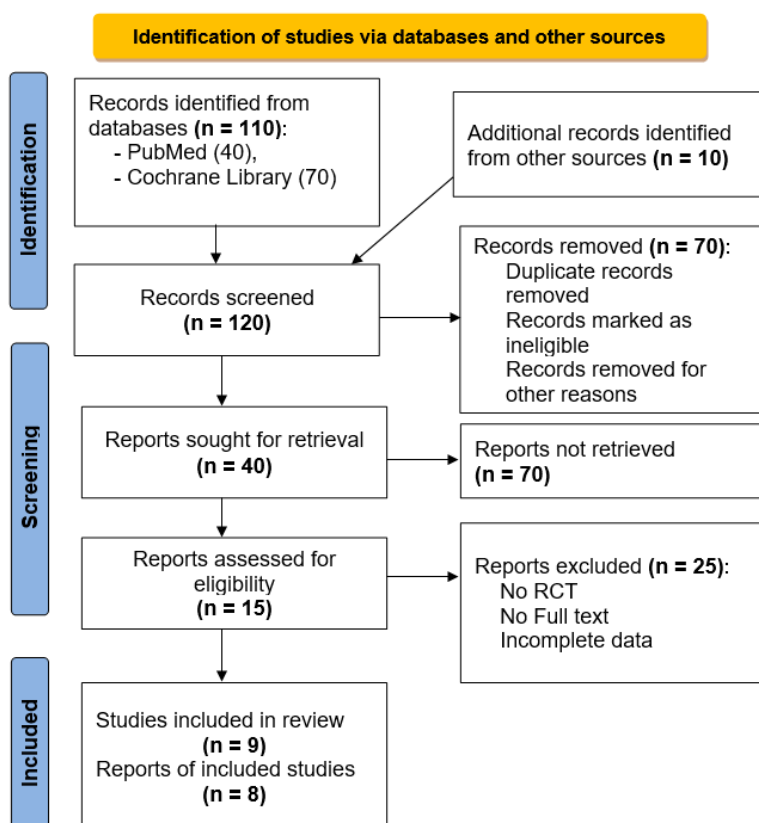 Identification of studies via databases and other sources
Identification
Records identified from
databases (n = 110):
- PubMed (40),
- Cochrane Library (70)
Additional records identified
from other sources (n = 10)
Records screened
(n = 120)
Records removed (n = 70):
Duplicate records
removed
Records marked as
ineligible
Records removed for
other reasons
Screening
Reports sought for retrieval
(n = 40)
Reports not retrieved
(n = 70)
Reports assessed for
eligibility
(n = 15)
Reports excluded (n = 25):
No RCT
No Full text
Incomplete data
Included
Studies included in review
(n = 9)
Reports of included studies
(n = 8)